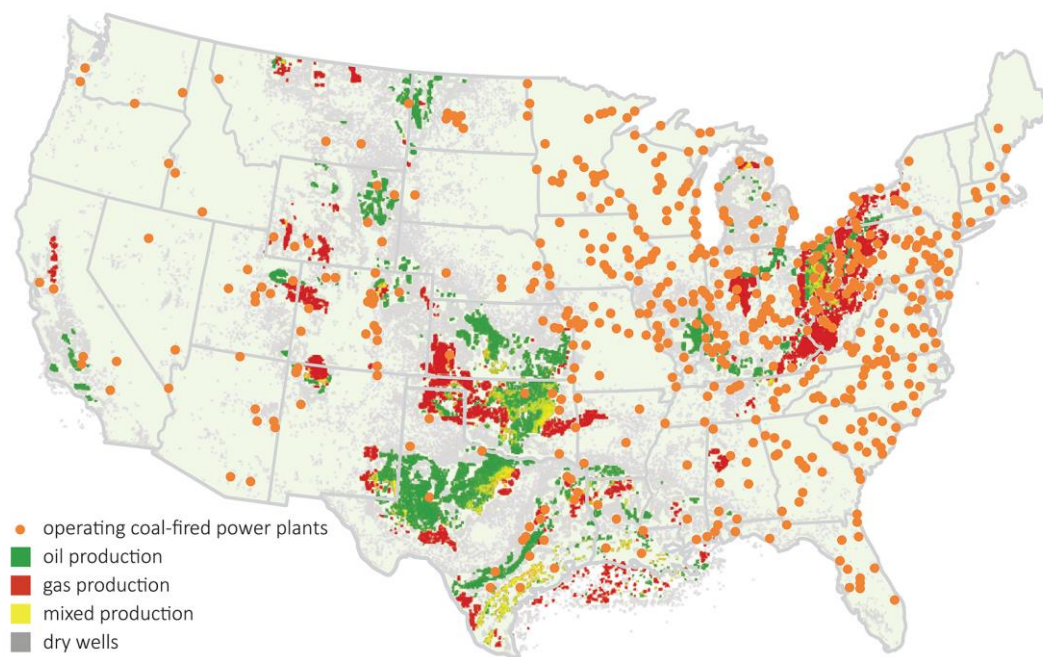 operating coal-fired power plants
oil production
gas production
mixed production
dry wells